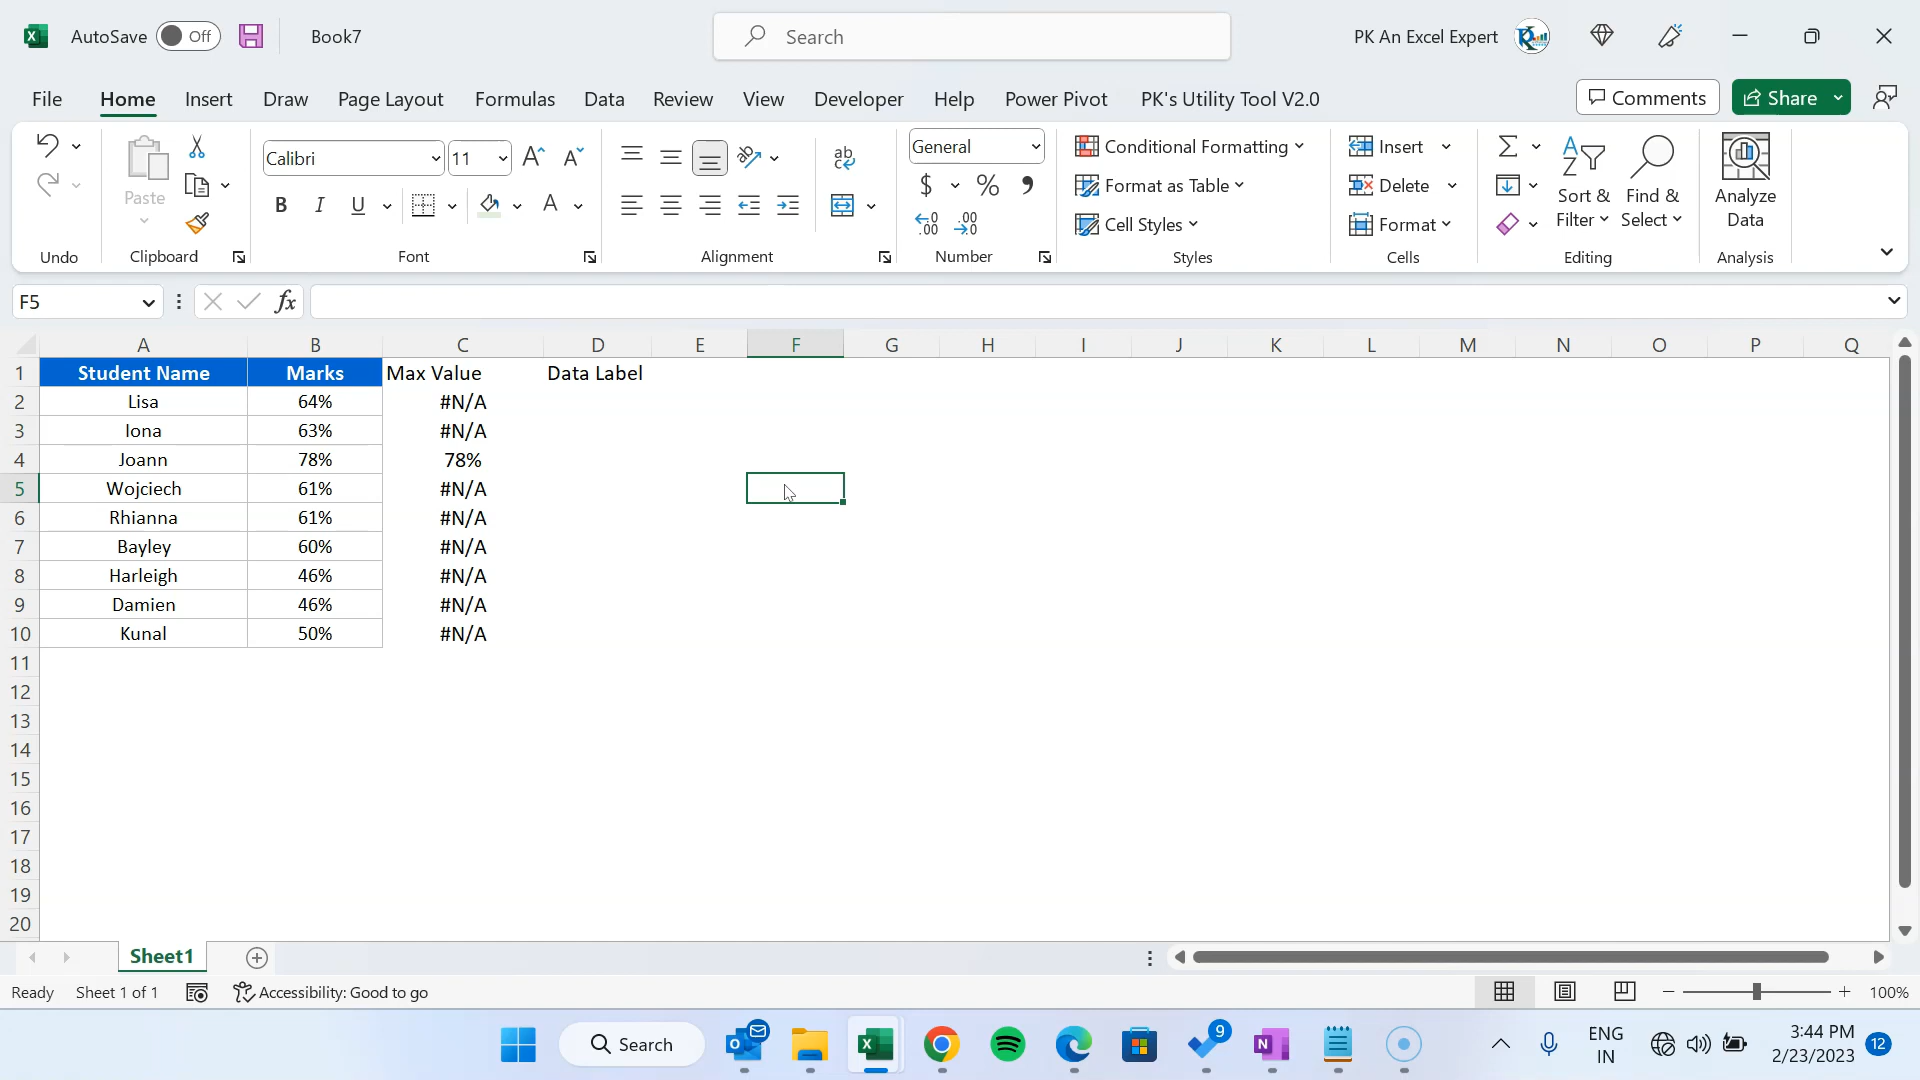 AutoSave Off Book7 Search PK An Excel Expert
File Home Insert Draw Page Layout Formulas Data Review View Developer Help Power Pivot PK's Utility Tool V2.0 Comments Share
Paste
Calibri 11
B I U A
ab
General
$ % 9
Conditional Formatting
Format as Table
Cell Styles
Insert
Delete
Format
Sort & Filter
Find & Select
Analyze Data
Undo Clipboard Font Alignment Number Styles Cells Editing Analysis
F5 fx
A B C D E F G H I J K L M N O P Q
1 Student Name Marks Max Value Data Label
2 Lisa 64% #N/A
3 Iona 63% #N/A
4 Joann 78% 78%
5 Wojciech 61% #N/A
6 Rhianna 61% #N/A
7 Bayley 60% #N/A
8 Harleigh 46% #N/A
9 Damien 46% #N/A
10 Kunal 50% #N/A
11
12
13
14
15
16
17
18
19
20
Sheet1
Ready Sheet 1 of 1 Accessibility: Good to go 100%
Search 9 ENG 3:44 PM
IN 2/23/2023 12